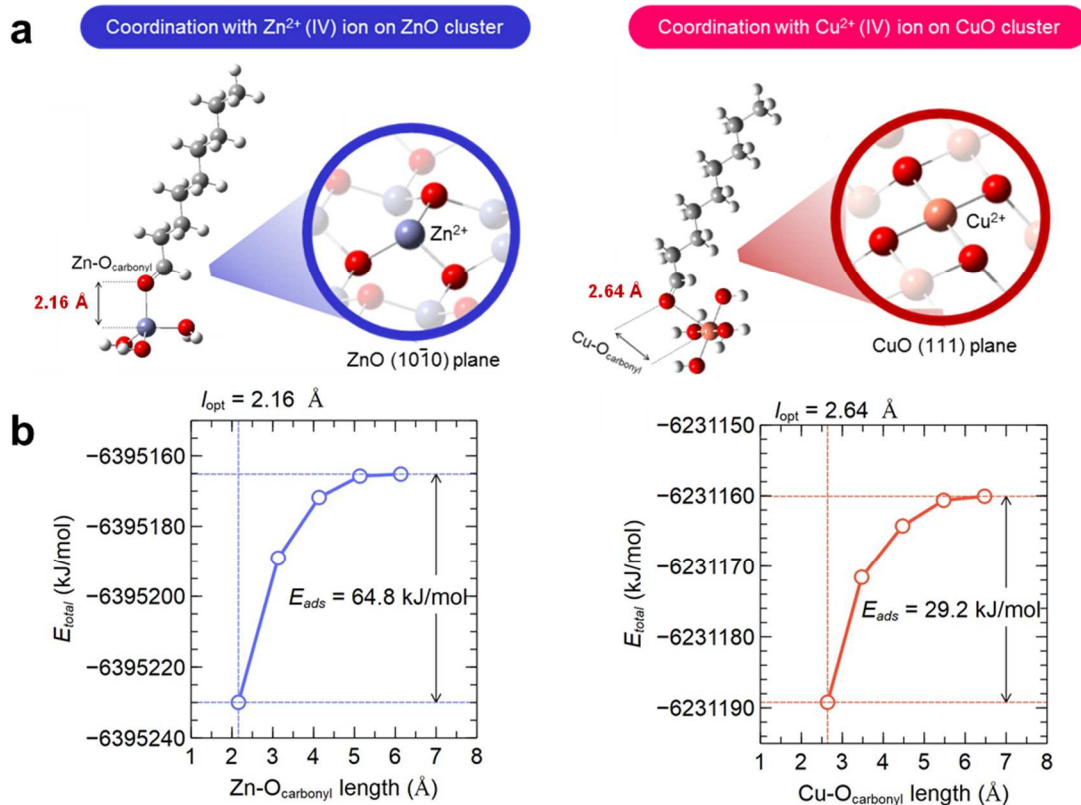 a
Coordination with Zn²⁺ (IV) ion on ZnO cluster
Zn-O_carbonyl
2.16 Å
Zn²⁺
ZnO (101̄0) plane
Coordination with Cu²⁺ (IV) ion on CuO cluster
2.64 Å
Cu-O_carbonyl
Cu²⁺
CuO (111) plane
b
l_opt = 2.16 Å
−6395160
−6395180
−6395200
−6395220
−6395240
E_total (kJ/mol)
E_ads = 64.8 kJ/mol
1 2 3 4 5 6 7 8
Zn-O_carbonyl length (Å)
l_opt = 2.64 Å
−6231150
−6231160
−6231170
−6231180
−6231190
E_total (kJ/mol)
E_ads = 29.2 kJ/mol
1 2 3 4 5 6 7 8
Cu-O_carbonyl length (Å)